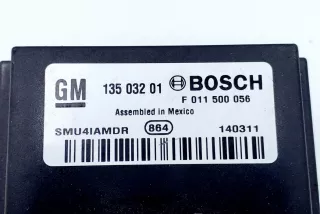 GM 135 032 01 BOSCH
F 011 500 056
Assembled in Mexico
SMU4IAMDR 864 140311